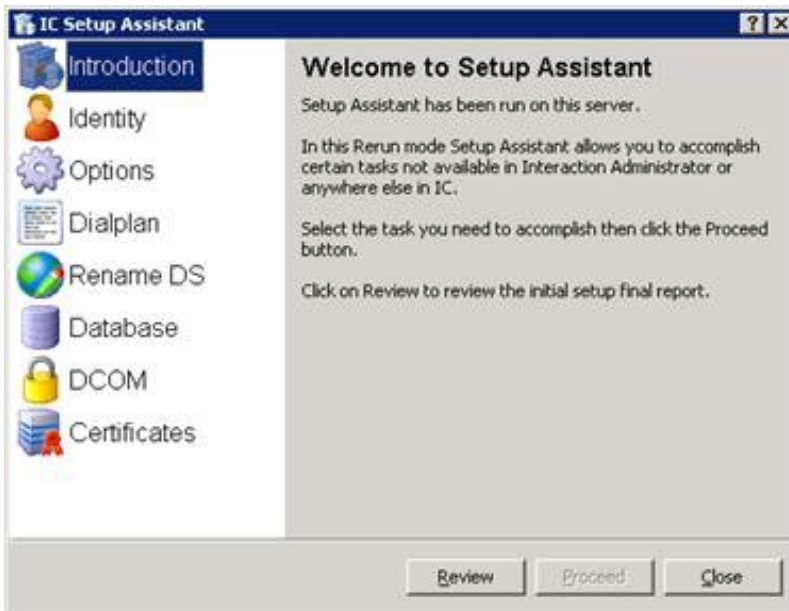 IC Setup Assistant
Introduction
Identity
Options
Dialplan
Rename DS
Database
DCOM
Certificates
Welcome to Setup Assistant
Setup Assistant has been run on this server.
In this Rerun mode Setup Assistant allows you to accomplish
certain tasks not available in Interaction Administrator or
anywhere else in IC.
Select the task you need to accomplish then click the Proceed
button.
Click on Review to review the initial setup final report.
Review
Proceed
Close